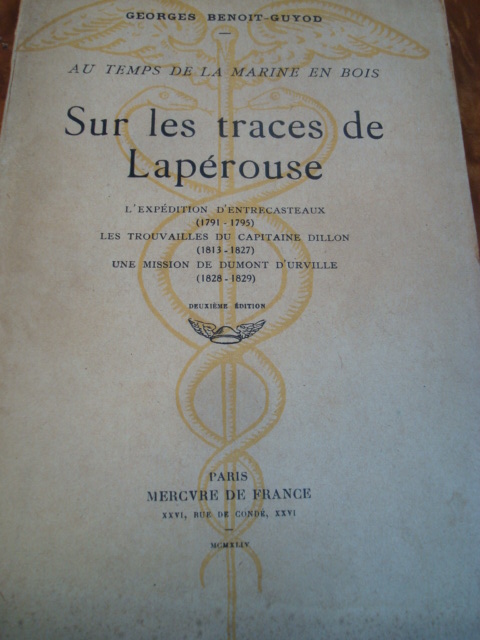 GEORGES BENOIT-GUYOD
AU TEMPS DE LA MARINE EN BOIS
Sur les traces de
Lapérouse
L'EXPÉDITION D'ENTRECASTEAUX
(1791-1795)
LES TROUVAILLES DU CAPITAINE DILLON
(1813-1827)
UNE MISSION DE DUMONT D'URVILLE
(1828-1829)
DEUXIÈME ÉDITION
PARIS
MERCVRE DE FRANCE
XXVI, RUE DE CONDÉ, XXVI
MCMXLIV